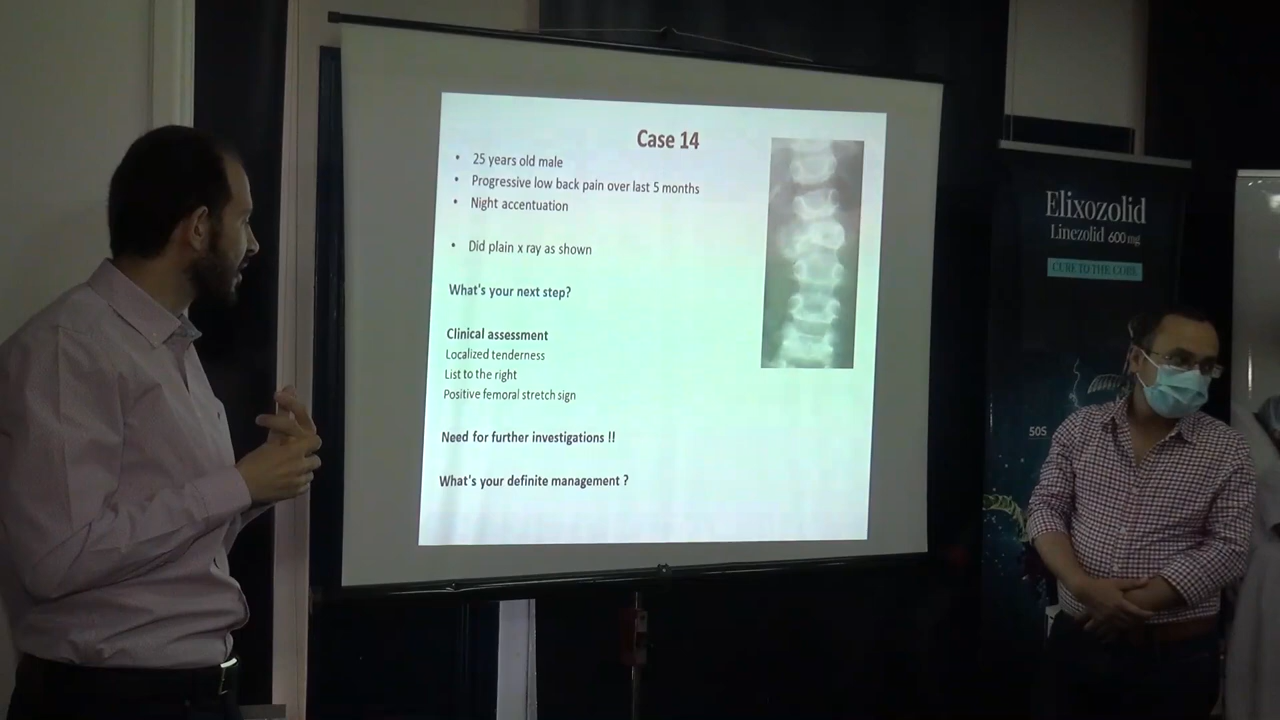 Case 14
• 25 years old male
• Progressive low back pain over last 5 months
• Night accentuation
• Did plain x ray as shown
What's your next step?
Clinical assessment
Localized tenderness
List to the right
Positive femoral stretch sign
Need for further investigations !!
What's your definite management ?
Elixozolid
Linezolid 600 mg
CURE TO THE CORE
50S